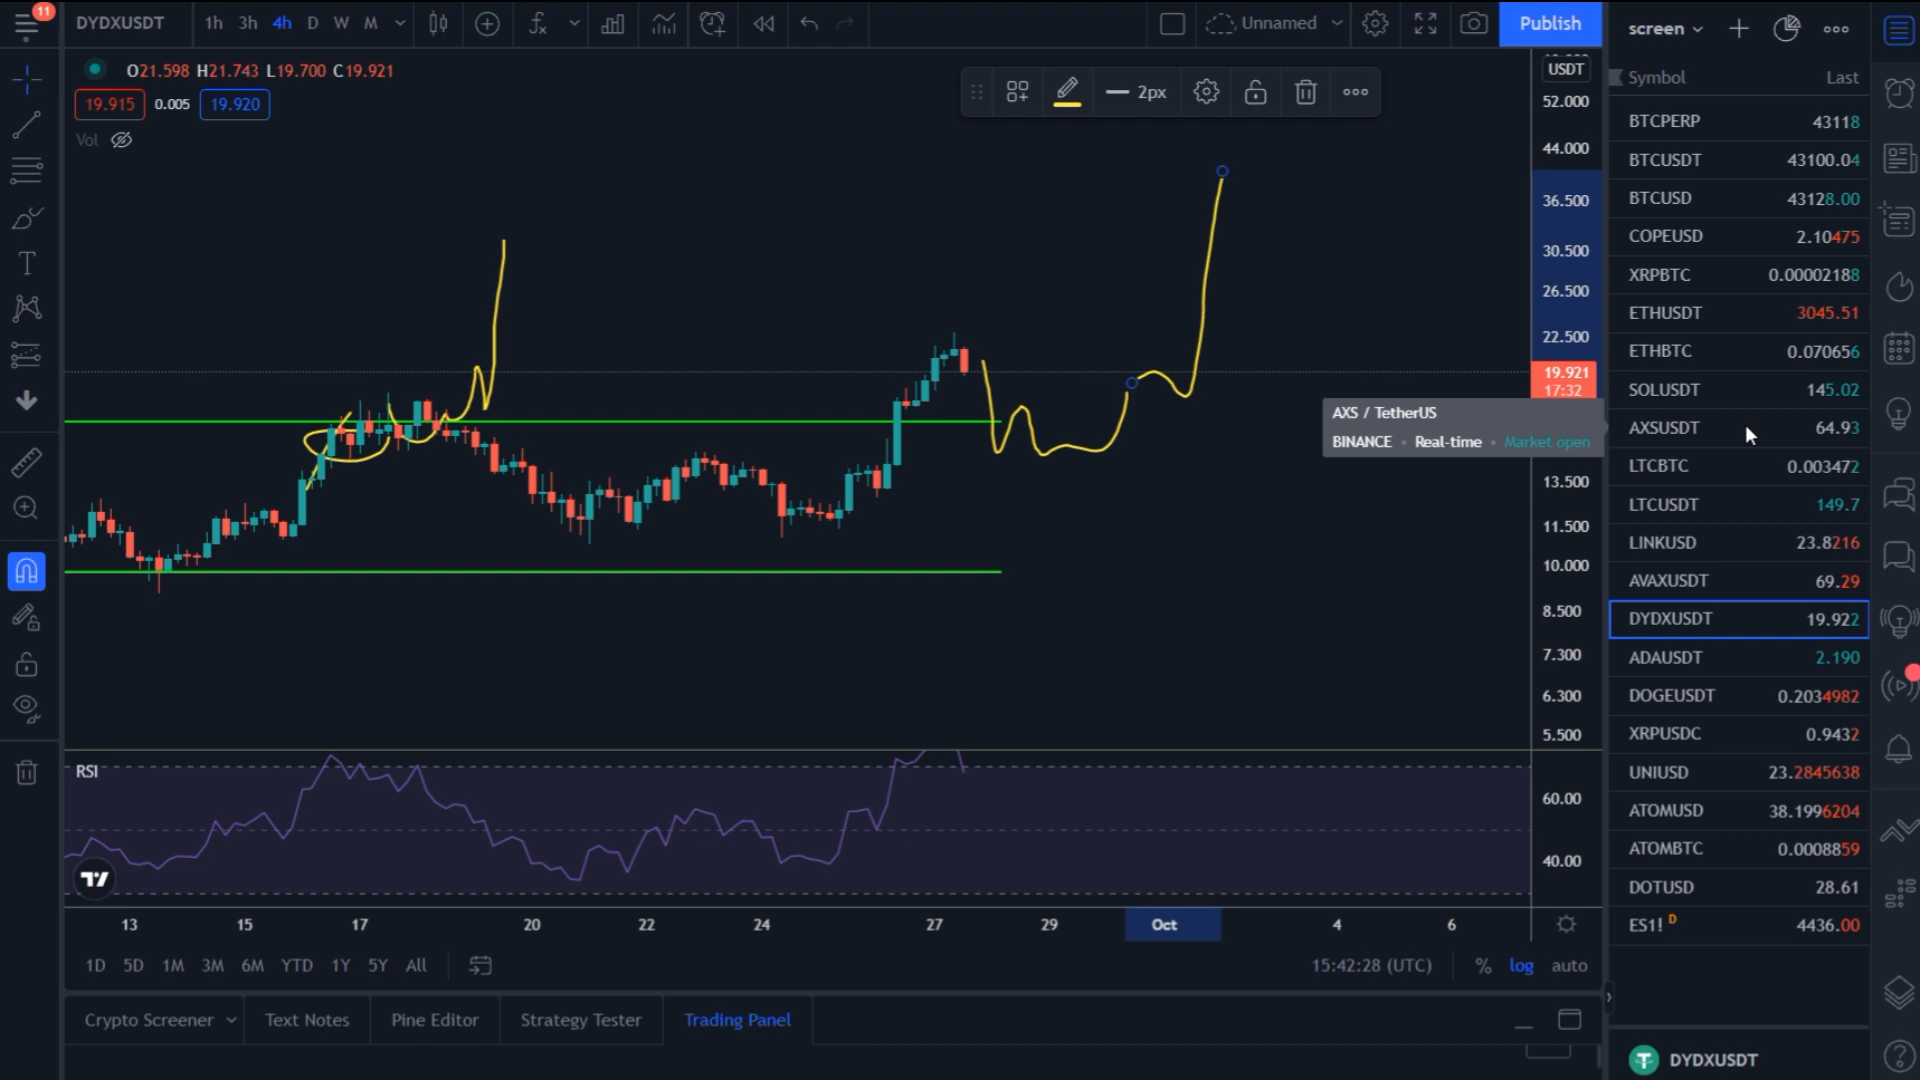 11
DYDXUSDT 1h 3h 4h D W M Unnamed Publish
O21.598 H21.743 L19.700 C19.921
19.915 0.005 19.920
Vol
2px
USDT
52.000
44.000
36.500
30.500
26.500
22.500
19.921
17:32
13.500
11.500
10.000
8.500
7.300
6.300
5.500
AXS / TetherUS
BINANCE • Real-time • Market open
RSI
60.00
40.00
13 15 17 20 22 24 27 29 Oct 4 6
1D 5D 1M 3M 6M YTD 1Y 5Y All
15:42:28 (UTC) % log auto
Crypto Screener Text Notes Pine Editor Strategy Tester Trading Panel
screen
Symbol Last
BTCPERP 43118
BTCUSDT 43100.04
BTCUSD 43128.00
COPEUSD 2.10475
XRPBTC 0.00002188
ETHUSDT 3045.51
ETHBTC 0.070656
SOLUSDT 145.02
AXSUSDT 64.93
LTCBTC 0.003472
LTCUSDT 149.7
LINKUSD 23.8216
AVAXUSDT 69.29
DYDXUSDT 19.922
ADAUSDT 2.190
DOGEUSDT 0.2034982
XRPUSDC 0.9432
UNIUSD 23.2845638
ATOMUSD 38.1996204
ATOMBTC 0.0008859
DOTUSD 28.61
ES1! D 4436.00
DYDXUSDT